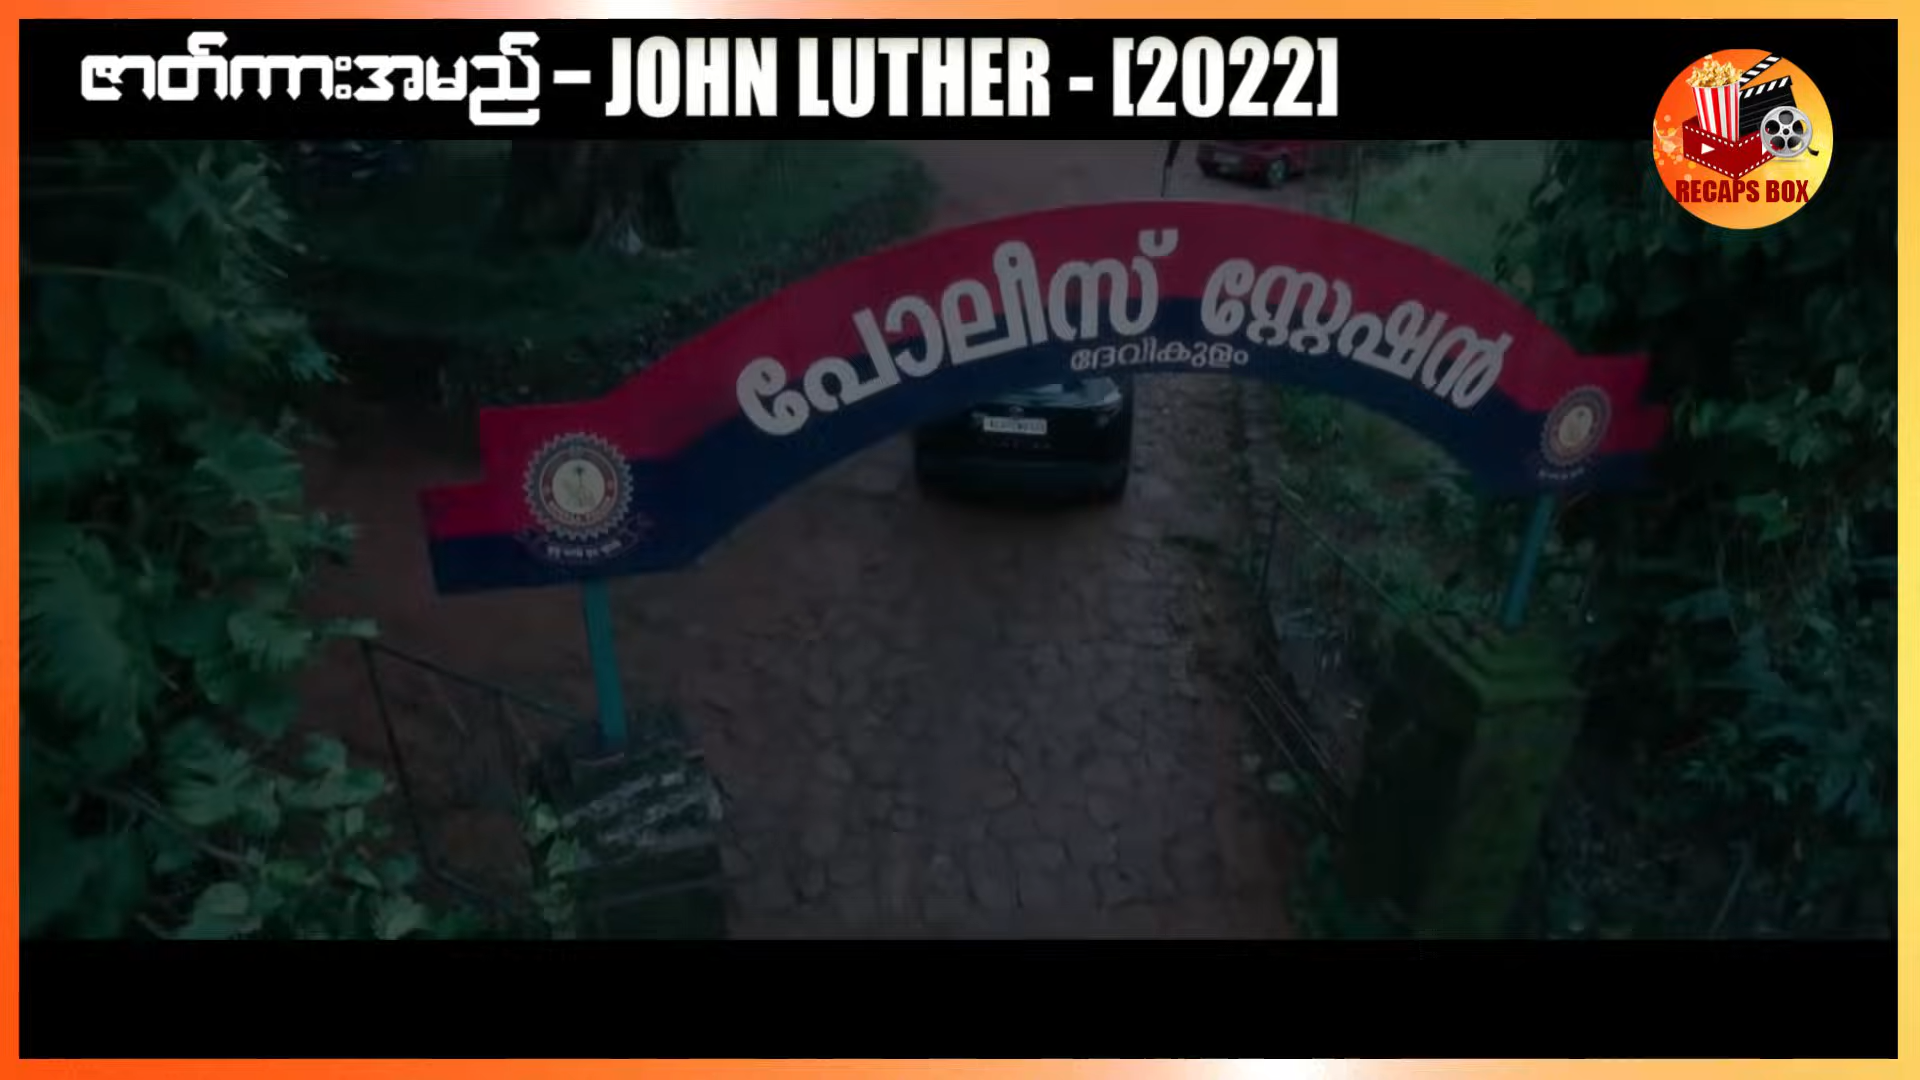 ဇာတ်ကားအမည် – JOHN LUTHER - [2022]
RECAPS BOX
പോലീസ് സ്റ്റേഷൻ
ദേവികുളം